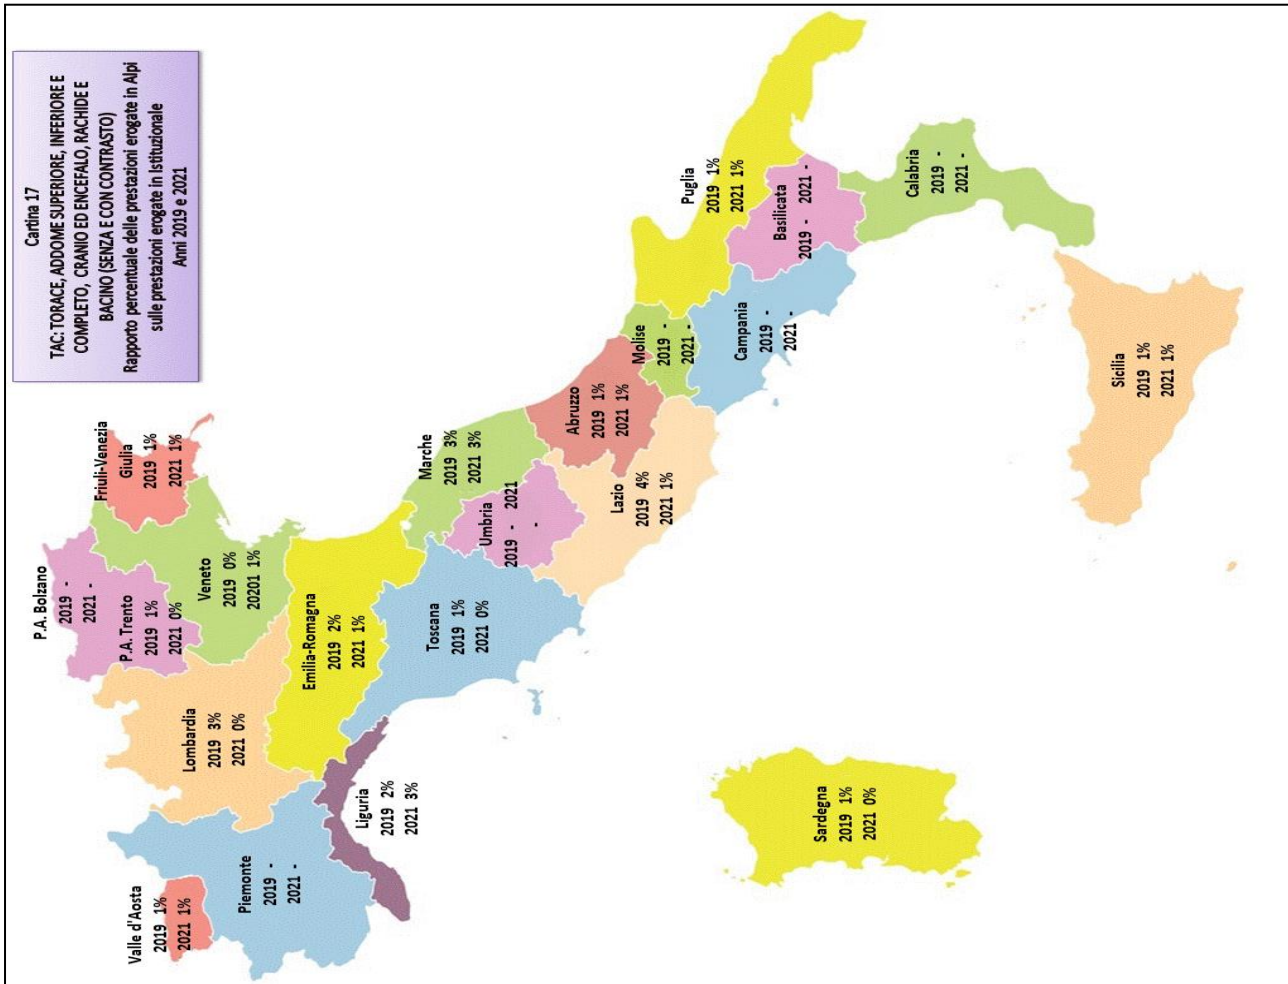 Cartina 17
TAC: TORACE, ADDOME SUPERIORE, INFERIORE E
COMPLETO, CRANIO ED ENCEFALO, RACHIDE E
BACINO (SENZA E CON CONTRASTO)
Rapporto percentuale delle prestazioni erogate in Alpi
sulle prestazioni erogate in Istituzionale
Anni 2019 e 2021
Valle d'Aosta
2019 1%
2021 1%
Piemonte
2019 -
2021 -
Lombardia
2019 3%
2021 0%
P.A. Bolzano
2019 -
2021 -
P.A. Trento
2019 1%
2021 0%
Veneto
2019 0%
20201 1%
Friuli-Venezia
Giulia
2019 1%
2021 1%
Liguria
2019 2%
2021 3%
Emilia-Romagna
2019 2%
2021 1%
Toscana
2019 1%
2021 0%
Umbria
2019 - 2021
-
Marche
2019 3%
2021 3%
Lazio
2019 4%
2021 1%
Abruzzo
2019 1%
2021 1%
Molise
2019 -
2021 -
Campania
2019 -
2021 -
Puglia
2019 1%
2021 1%
Basilicata
2019 - 2021 -
Calabria
2019 -
2021 -
Sicilia
2019 1%
2021 1%
Sardegna
2019 1%
2021 0%